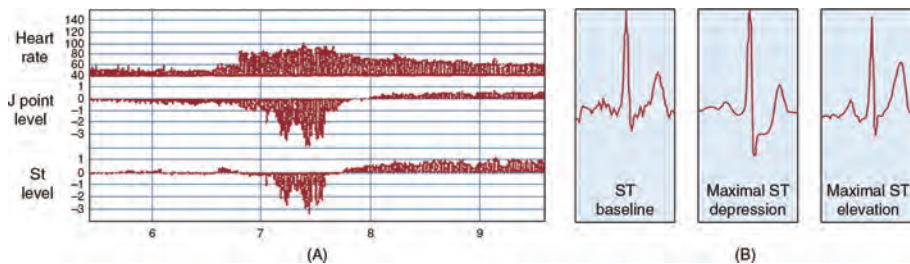 Heart
rate
140
120
100
80
60
40
J point
level
1
0
−1
−2
−3
St
level
1
0
−1
−2
−3
6
7
8
9
(A)
ST
baseline
Maximal ST
depression
Maximal ST
elevation
(B)